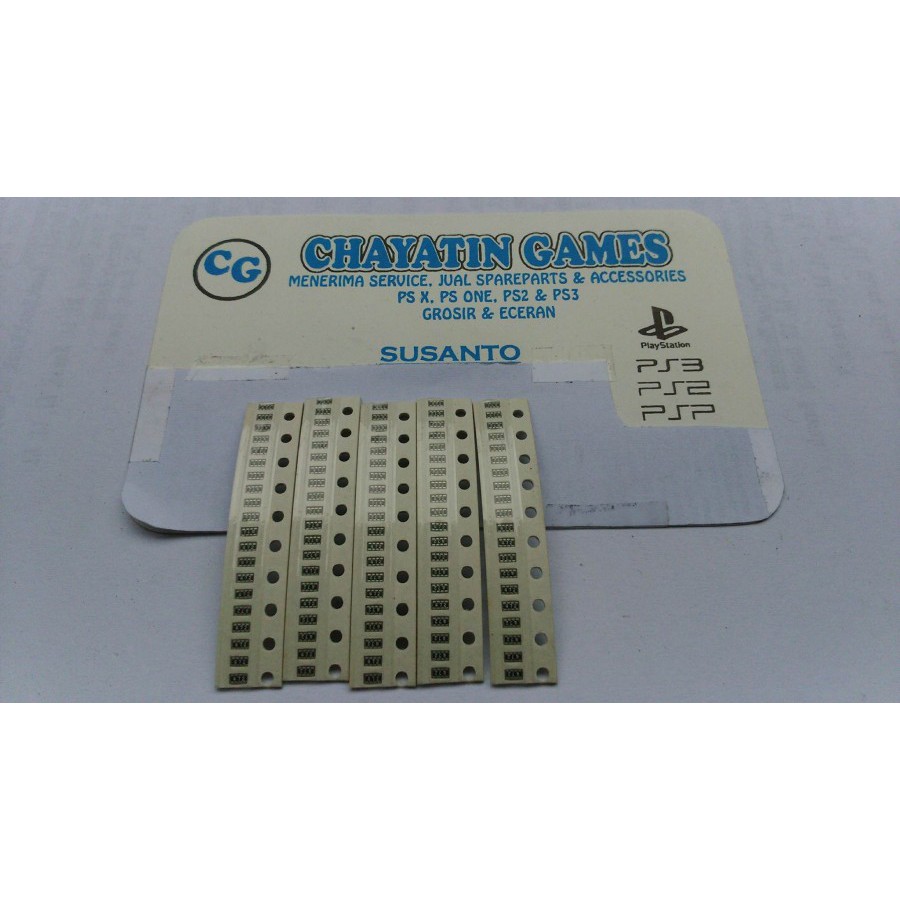 CG
CHAYATIN GAMES
MENERIMA SERVICE, JUAL SPAREPARTS & ACCESSORIES
PS X, PS ONE, PS2 & PS3
GROSIR & ECERAN
SUSANTO
PlayStation
PS3
PS2
PSP